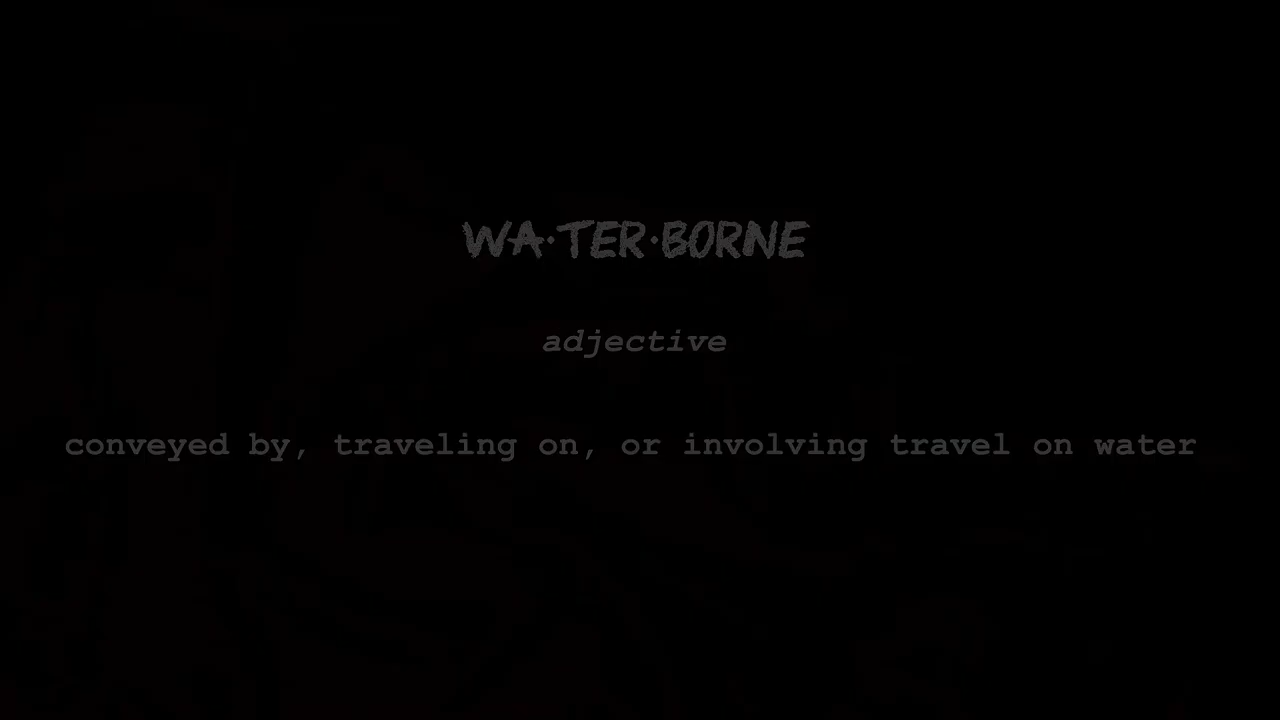 WA·TER·BORNE
adjective
conveyed by, traveling on, or involving travel on water